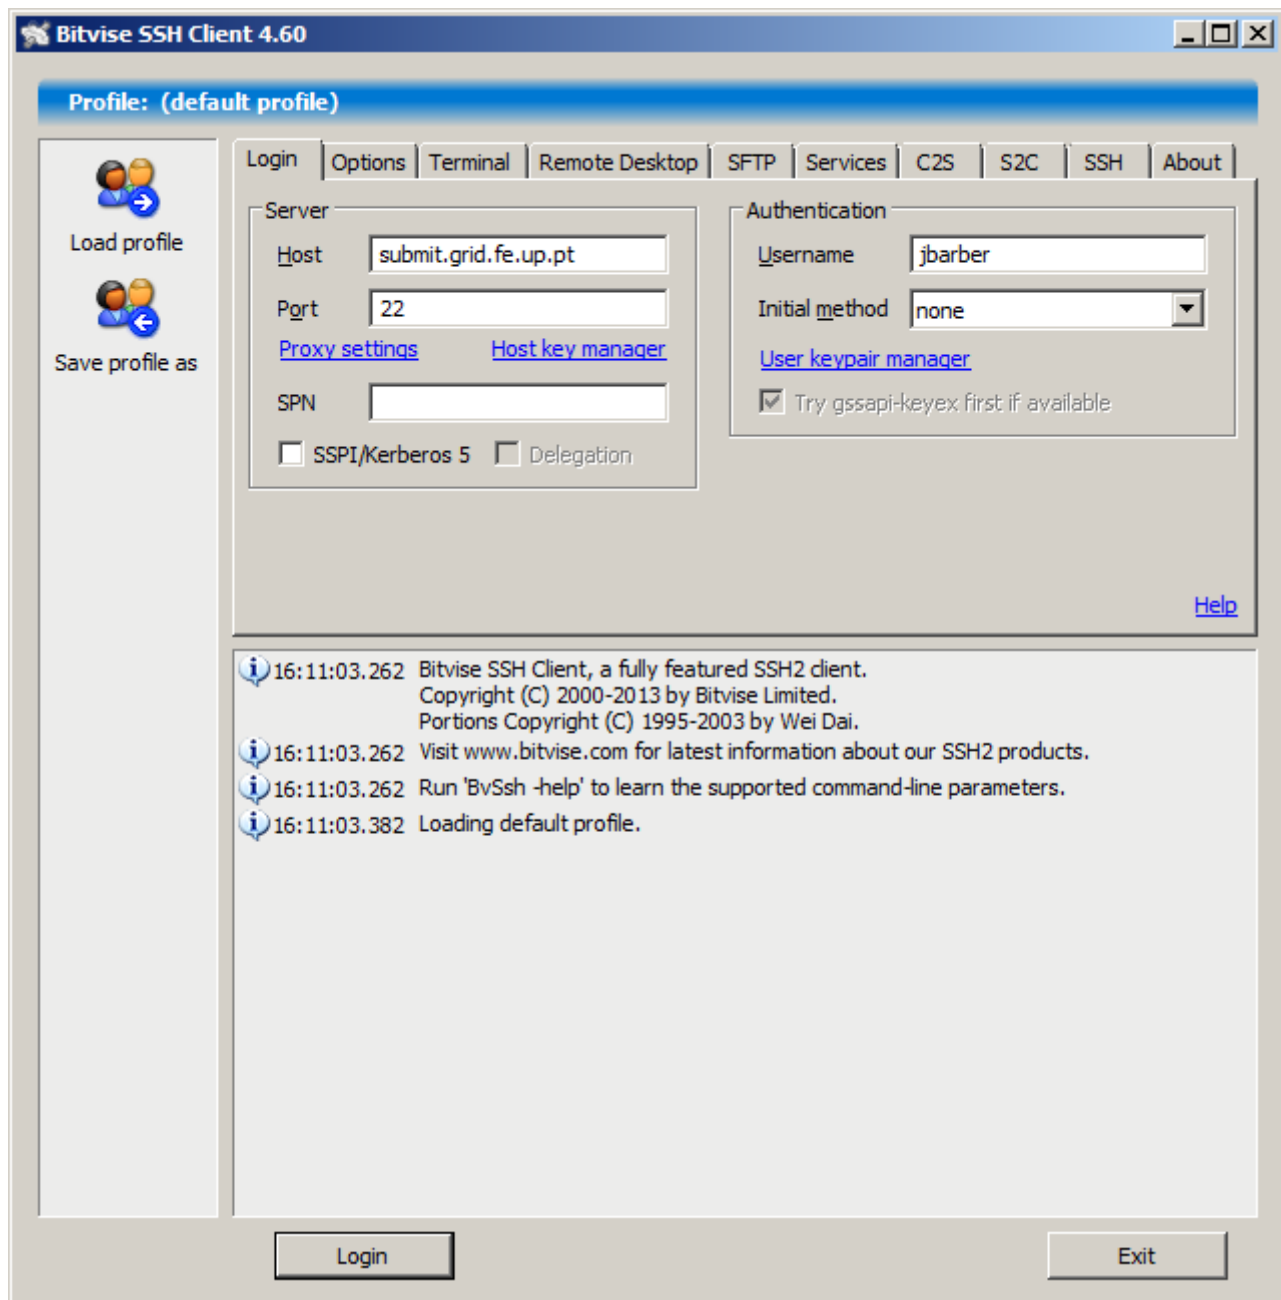 Bitvise SSH Client 4.60
Profile: (default profile)
Load profile
Save profile as
Login Options Terminal Remote Desktop SFTP Services C2S S2C SSH About
Server
Host submit.grid.fe.up.pt
Port 22
Proxy settings Host key manager
SPN
SSPI/Kerberos 5 Delegation
Authentication
Username jbarber
Initial method none
User keypair manager
Try gssapi-keyex first if available
Help
16:11:03.262 Bitvise SSH Client, a fully featured SSH2 client.
Copyright (C) 2000-2013 by Bitvise Limited.
Portions Copyright (C) 1995-2003 by Wei Dai.
16:11:03.262 Visit www.bitvise.com for latest information about our SSH2 products.
16:11:03.262 Run 'BvSsh -help' to learn the supported command-line parameters.
16:11:03.382 Loading default profile.
Login Exit